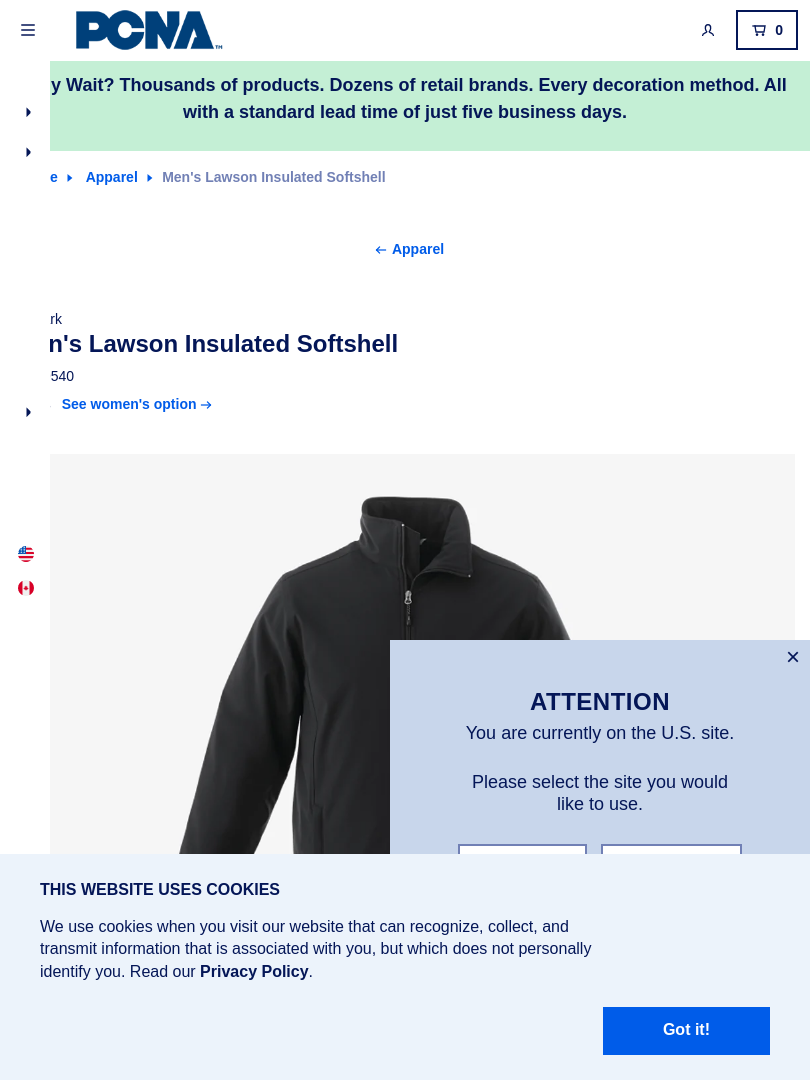 PCNA
0
y Wait? Thousands of products. Dozens of retail brands. Every decoration method. All
with a standard lead time of just five business days.
e Apparel Men's Lawson Insulated Softshell
← Apparel
rk
n's Lawson Insulated Softshell
540
See women's option →
ATTENTION
You are currently on the U.S. site.
Please select the site you would
like to use.
THIS WEBSITE USES COOKIES
We use cookies when you visit our website that can recognize, collect, and
transmit information that is associated with you, but which does not personally
identify you. Read our Privacy Policy.
Got it!